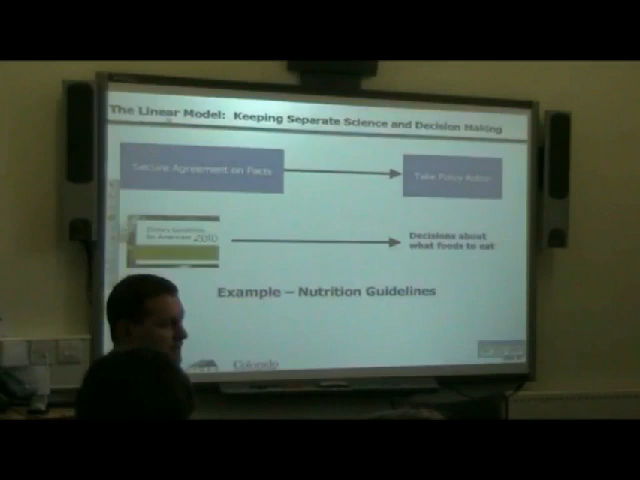 The Linear Model: Keeping Separate Science and Decision Making
Secure Agreement on Facts
Take Policy Action
Dietary Guidelines
for Americans 2010
Decisions about
what foods to eat
Example – Nutrition Guidelines
Colorado